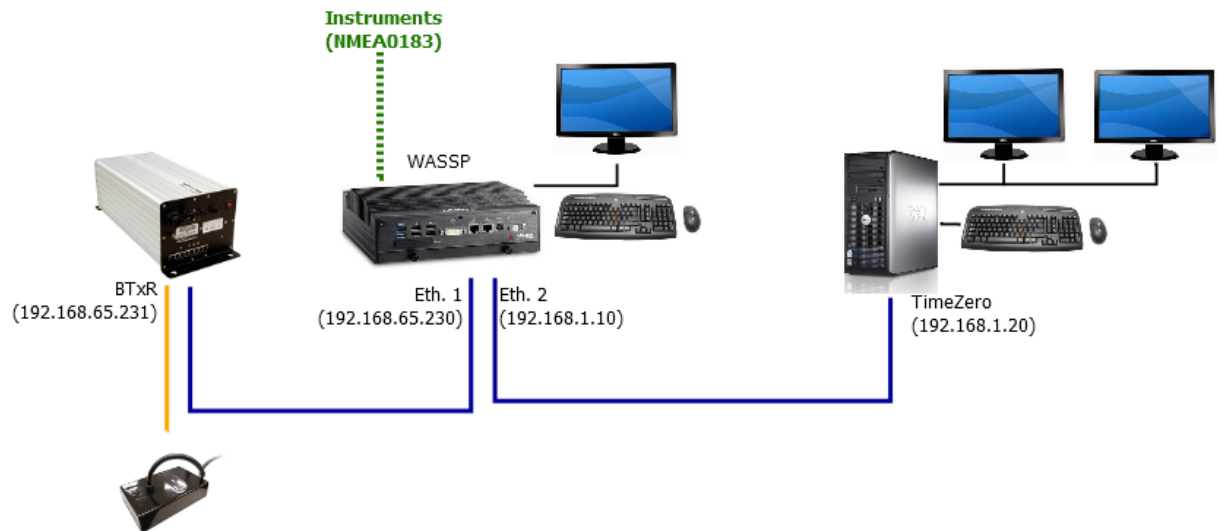 Instruments
(NMEA0183)
WASSP
BTxR
(192.168.65.231)
Eth. 1
(192.168.65.230)
Eth. 2
(192.168.1.10)
TimeZero
(192.168.1.20)